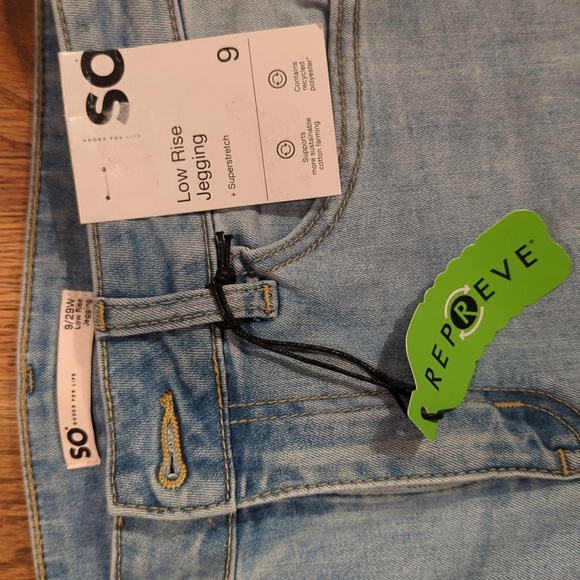 SO
GOODS FOR LIFE
Low Rise
Jegging
+ Superstretch
9
Contains
recycled
polyester*
Supports
more sustainable
cotton farming
REPREVE®
SO®
GOODS FOR LIFE
9/29W
Low Rise
Jegging